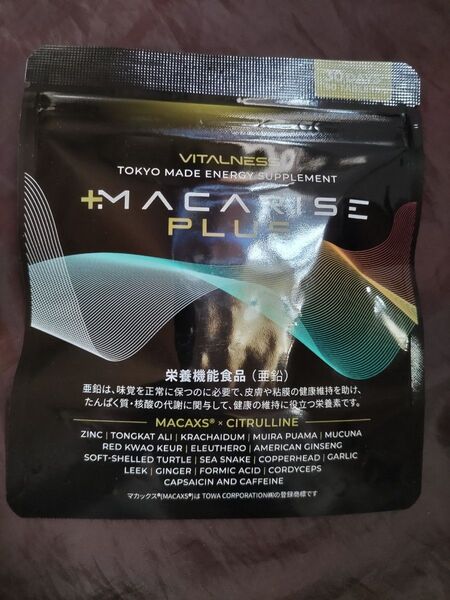 30 DAYS
VITALNESS
TOKYO MADE ENERGY SUPPLEMENT
+MACARISE
PLUS
栄養機能食品（亜鉛）
亜鉛は、味覚を正常に保つのに必要で、皮膚や粘膜の健康維持を助け、
たんぱく質・核酸の代謝に関与して、健康の維持に役立つ栄養素です。
MACAXS® × CITRULLINE
ZINC | TONGKAT ALI | KRACHAIDUM | MUIRA PUAMA | MUCUNA
RED KWAO KEUR | ELEUTHERO | AMERICAN GINSENG
SOFT-SHELLED TURTLE | SEA SNAKE | COPPERHEAD | GARLIC
LEEK | GINGER | FORMIC ACID | CORDYCEPS
CAPSAICIN AND CAFFEINE
マカックス®(MACAXS®)は TOWA CORPORATION㈱の登録商標です